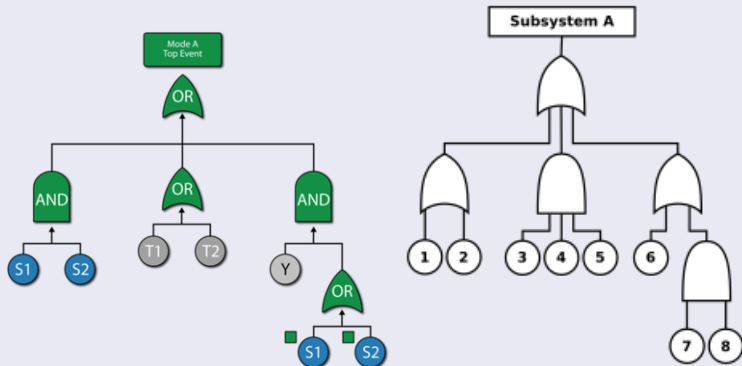 Mode A
Top Event
OR
AND
OR
AND
S1
S2
T1
T2
Y
OR
S1
S2
Subsystem A
1
2
3
4
5
6
7
8